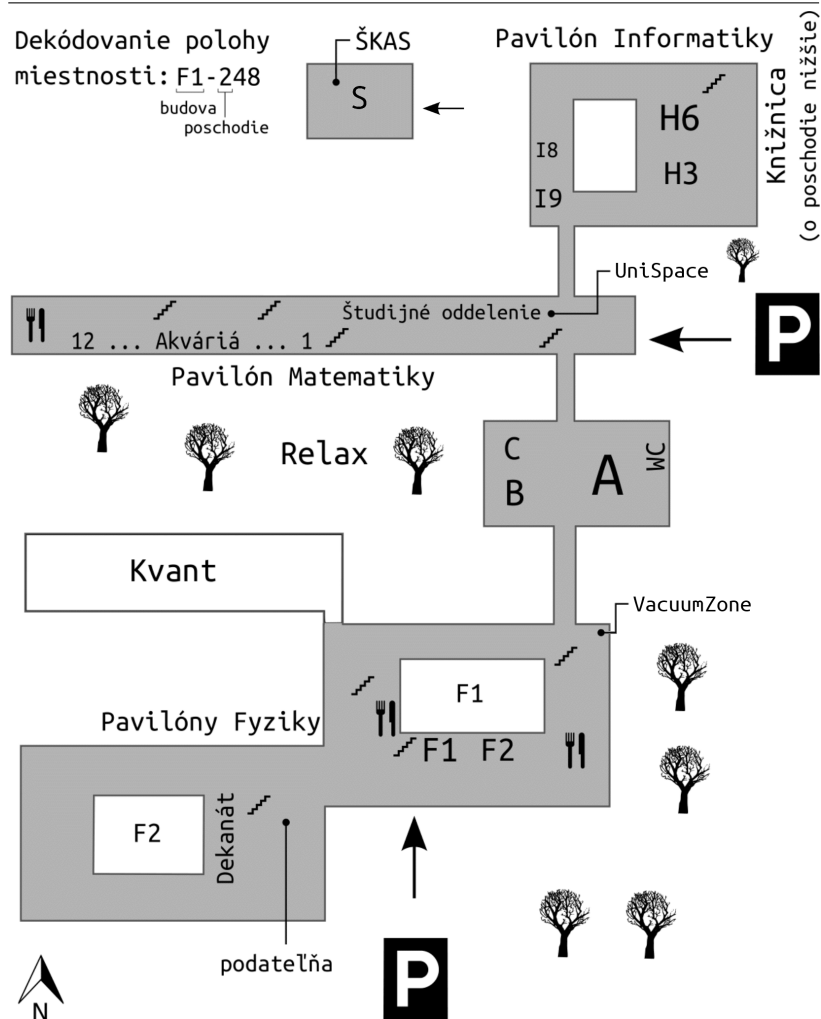 Dekódovanie polohy
miestnosti: F1-248
budova
poschodie
ŠKAS
S
Pavilón Informatiky
H6
H3
I8
I9
Knižnica
(o poschodie nižšie)
UniSpace
Študijné oddelenie
12 ... Akváriá ... 1
P
Pavilón Matematiky
Relax
C
B
A
WC
Kvant
VacuumZone
F1
Pavilóny Fyziky
F1 F2
F2
Dekanát
podateľňa
P
N